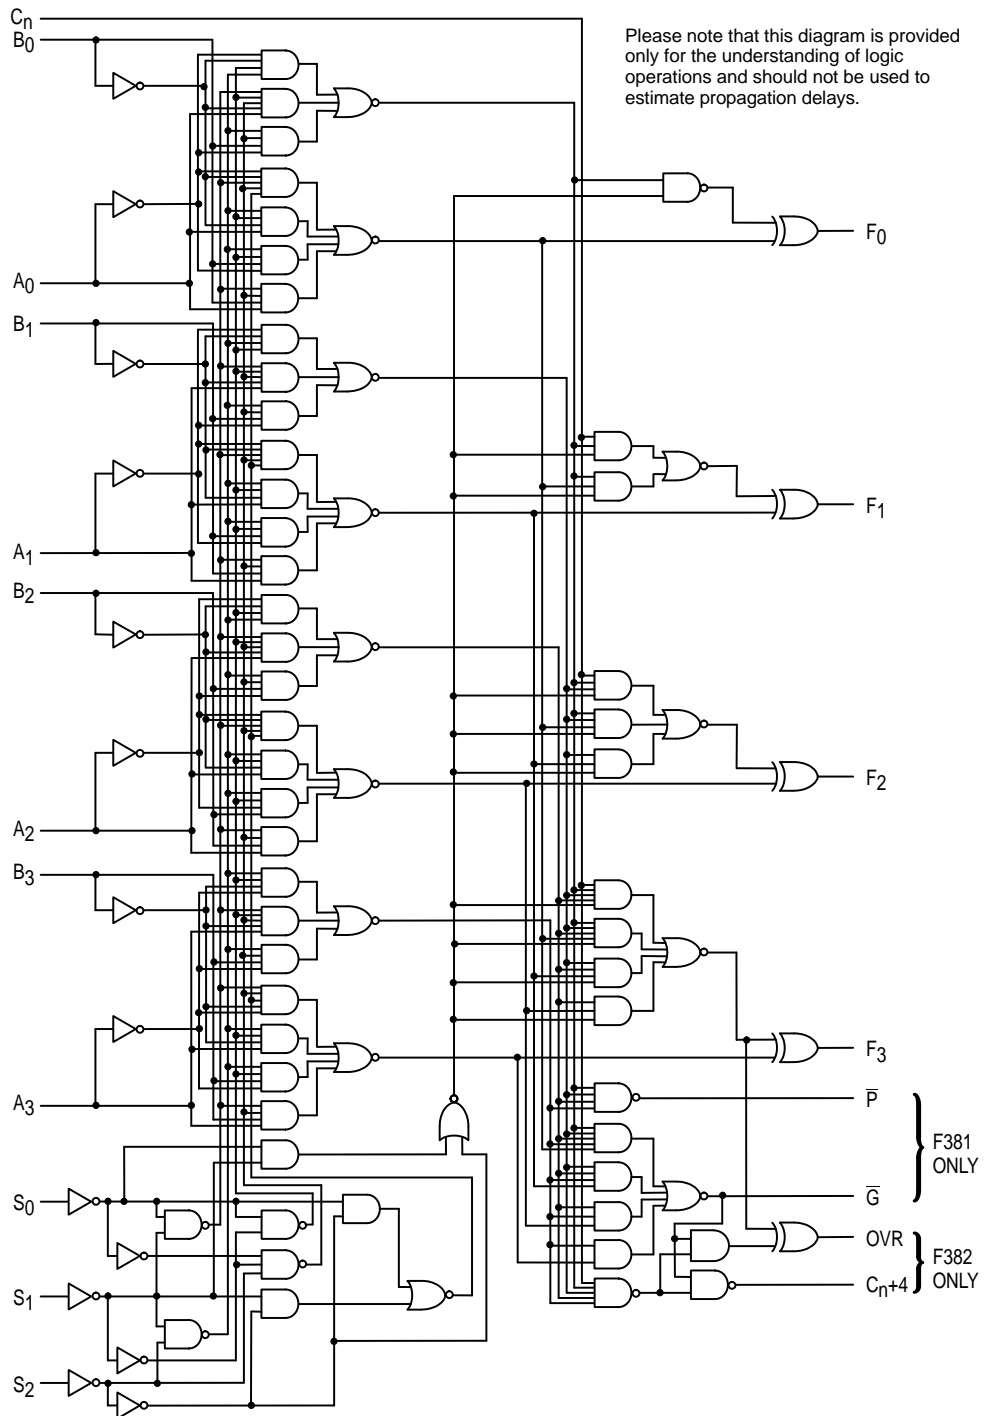 Cn
B0
Please note that this diagram is provided
only for the understanding of logic
operations and should not be used to
estimate propagation delays.
F0
A0
B1
F1
A1
B2
F2
A2
B3
F3
A3
P̅
F381
ONLY
S0
G̅
OVR
F382
ONLY
Cn+4
S1
S2